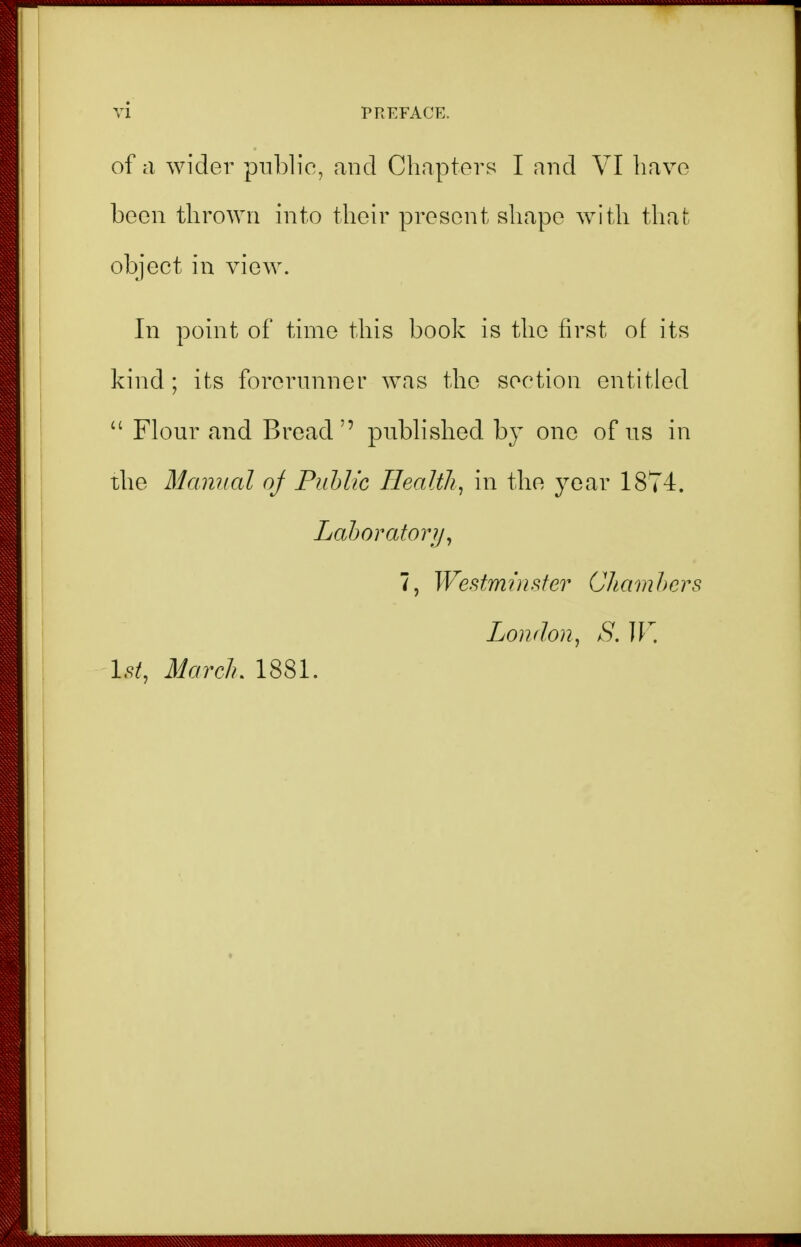 vi PREFACE.
of a wider public, and Chapters I and VI have
been thrown into their present shape with that
object in view.
In point of time this book is the first of its
kind; its forerunner was the section entitled
“ Flour and Bread ” published by one of us in
the Manual of Public Health, in the year 1874.
Laboratory,
7, Westminster Chambers
London, S. W.
1st, March. 1881.